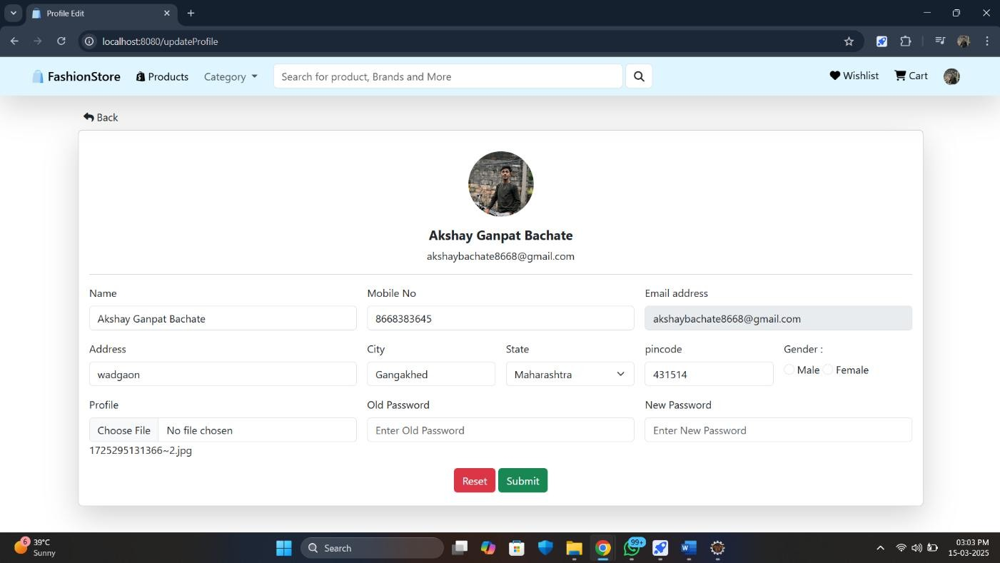 Profile Edit
localhost:8080/updateProfile
FashionStore Products Category Search for product, Brands and More Wishlist Cart
Back
Akshay Ganpat Bachate
akshaybachate8668@gmail.com
Name Mobile No Email address
Akshay Ganpat Bachate 8668383645 akshaybachate8668@gmail.com
Address City State pincode Gender :
wadgaon Gangakhed Maharashtra 431514 Male Female
Profile Old Password New Password
Choose File No file chosen Enter Old Password Enter New Password
1725295131366~2.jpg
Reset Submit
6 39°C Search 99+ W 03:03 PM
Sunny 15-03-2025